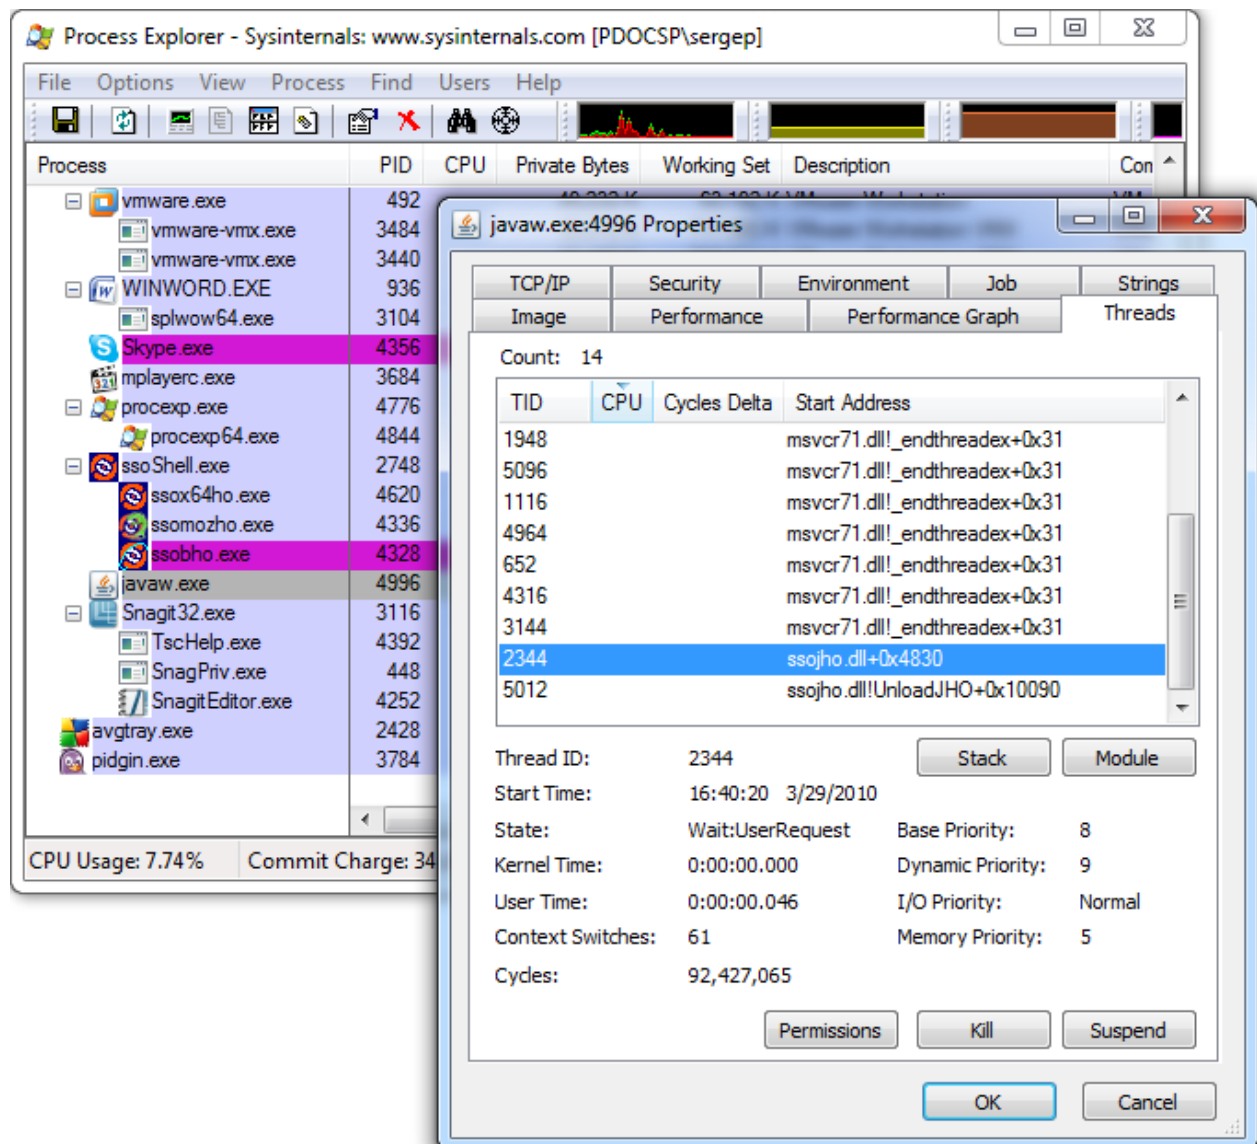 Process Explorer - Sysinternals: www.sysinternals.com [PDOCSP\sergep]
File Options View Process Find Users Help
Process PID CPU Private Bytes Working Set Description Con
vmware.exe 492
vmware-vmx.exe 3484
vmware-vmx.exe 3440
WINWORD.EXE 936
splwow64.exe 3104
Skype.exe 4356
mplayerc.exe 3684
procexp.exe 4776
procexp64.exe 4844
ssoShell.exe 2748
ssox64ho.exe 4620
ssomozho.exe 4336
ssobho.exe 4328
javaw.exe 4996
Snagit32.exe 3116
TscHelp.exe 4392
SnagPriv.exe 448
SnagitEditor.exe 4252
avgtray.exe 2428
pidgin.exe 3784
CPU Usage: 7.74% Commit Charge: 34
javaw.exe:4996 Properties
TCP/IP Security Environment Job Strings
Image Performance Performance Graph Threads
Count: 14
TID CPU Cycles Delta Start Address
1948 msvcr71.dll!_endthreadex+0x31
5096 msvcr71.dll!_endthreadex+0x31
1116 msvcr71.dll!_endthreadex+0x31
4964 msvcr71.dll!_endthreadex+0x31
652 msvcr71.dll!_endthreadex+0x31
4316 msvcr71.dll!_endthreadex+0x31
3144 msvcr71.dll!_endthreadex+0x31
2344 ssojho.dll+0x4830
5012 ssojho.dll!UnloadJHO+0x10090
Thread ID: 2344 Stack Module
Start Time: 16:40:20 3/29/2010
State: Wait:UserRequest Base Priority: 8
Kernel Time: 0:00:00.000 Dynamic Priority: 9
User Time: 0:00:00.046 I/O Priority: Normal
Context Switches: 61 Memory Priority: 5
Cycles: 92,427,065
Permissions Kill Suspend
OK Cancel